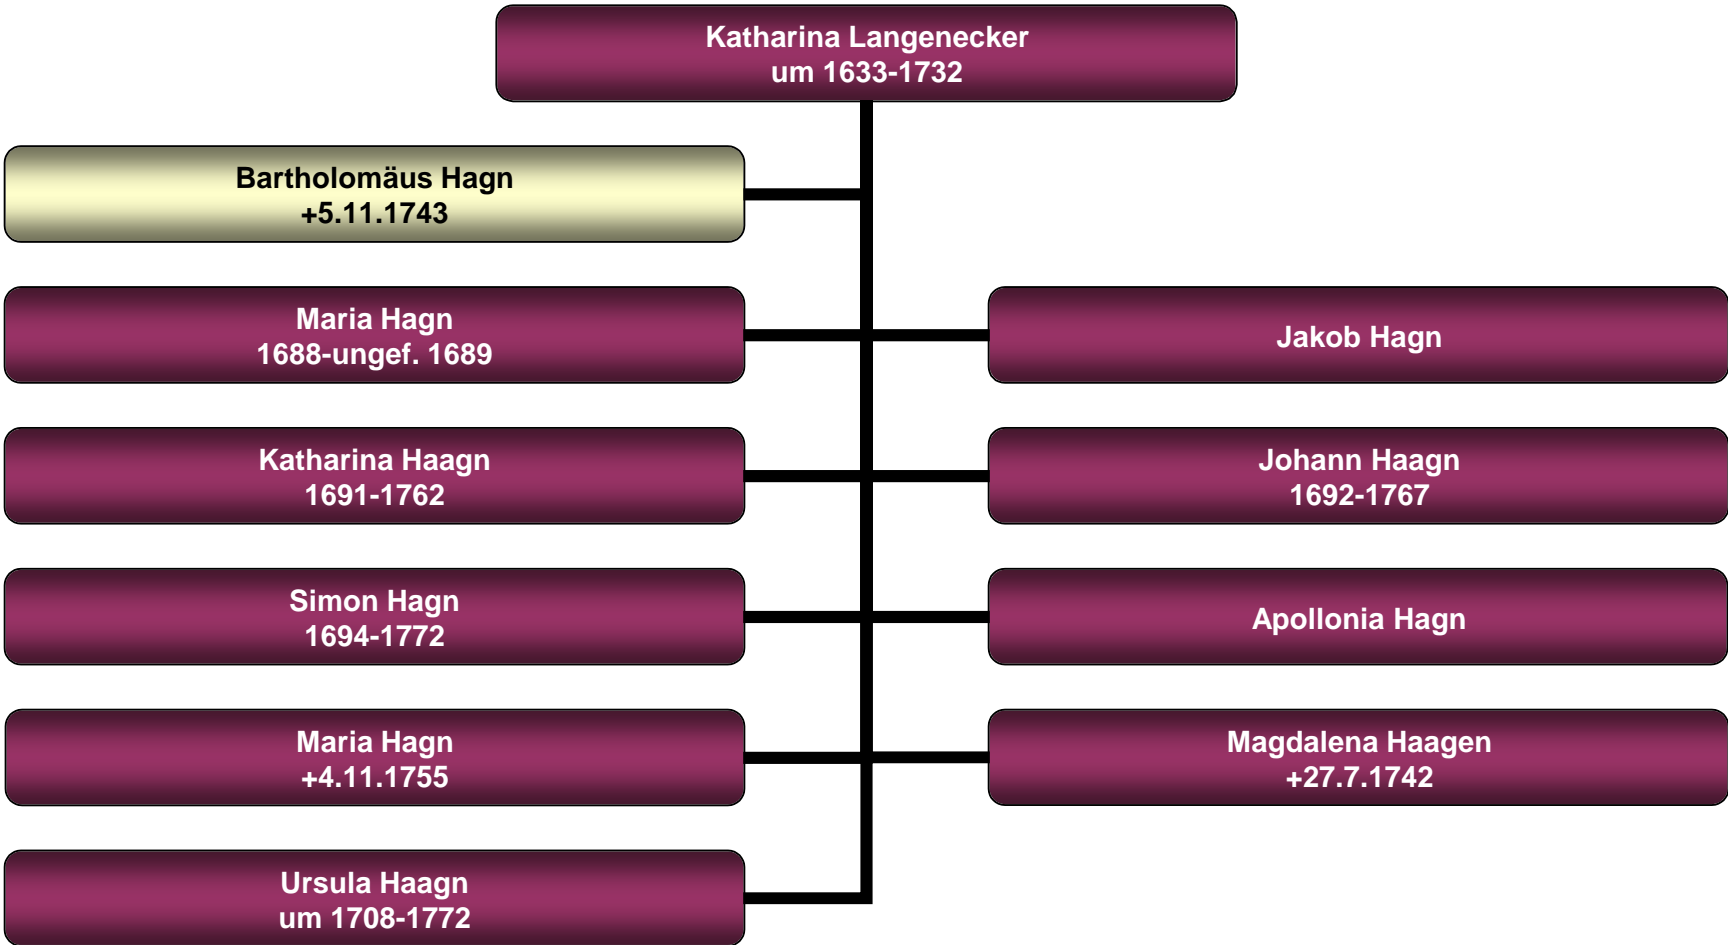 Katharina Langenecker
um 1633-1732
Bartholomäus Hagn
+5.11.1743
Maria Hagn
1688-ungef. 1689
Jakob Hagn
Katharina Haagn
1691-1762
Johann Haagn
1692-1767
Simon Hagn
1694-1772
Apollonia Hagn
Maria Hagn
+4.11.1755
Magdalena Haagen
+27.7.1742
Ursula Haagn
um 1708-1772